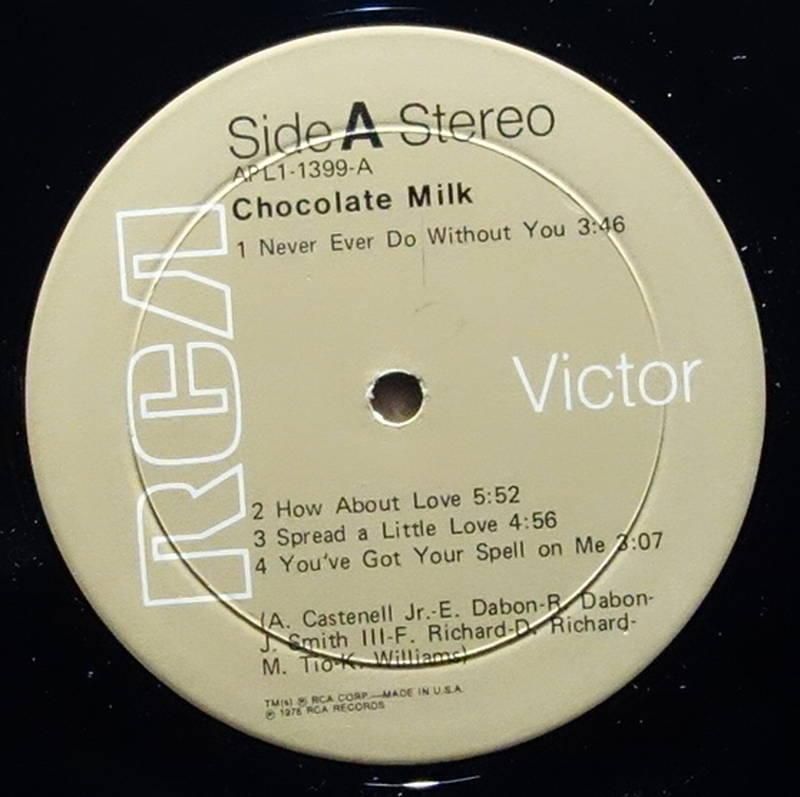 Side A Stereo
APL1-1399-A
Chocolate Milk
1 Never Ever Do Without You 3:46
RCA
Victor
2 How About Love 5:52
3 Spread a Little Love 4:56
4 You've Got Your Spell on Me 3:07
(A. Castenell Jr.-E. Dabon-R. Dabon-
J. Smith III-F. Richard-D. Richard-
M. Tio-K. Williams)
TM(s) ® RCA CORP.—MADE IN U.S.A.
℗ 1976 RCA RECORDS